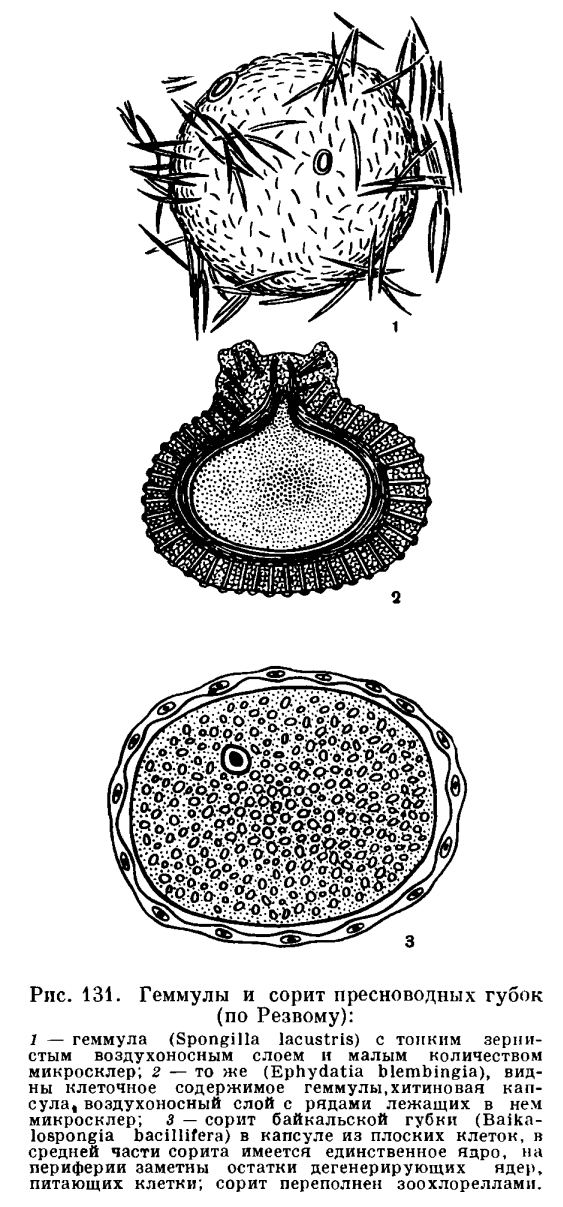 1
2
3
Рис. 131. Геммулы и сорит пресноводных губок
(по Резвому):
1 — геммула (Spongilla lacustris) с тонким зерни-
стым воздухоносным слоем и малым количеством
микросклер; 2 — то же (Ephydatia blembingia), вид-
ны клеточное содержимое геммулы, хитиновая кап-
сула, воздухоносный слой с рядами лежащих в нем
микросклер; 3 — сорит байкальской губки (Baika-
lospongia bacillifera) в капсуле из плоских клеток, в
средней части сорита имеется единственное ядро, на
периферии заметны остатки дегенерирующих ядер,
питающих клетки; сорит переполнен зоохлореллами.